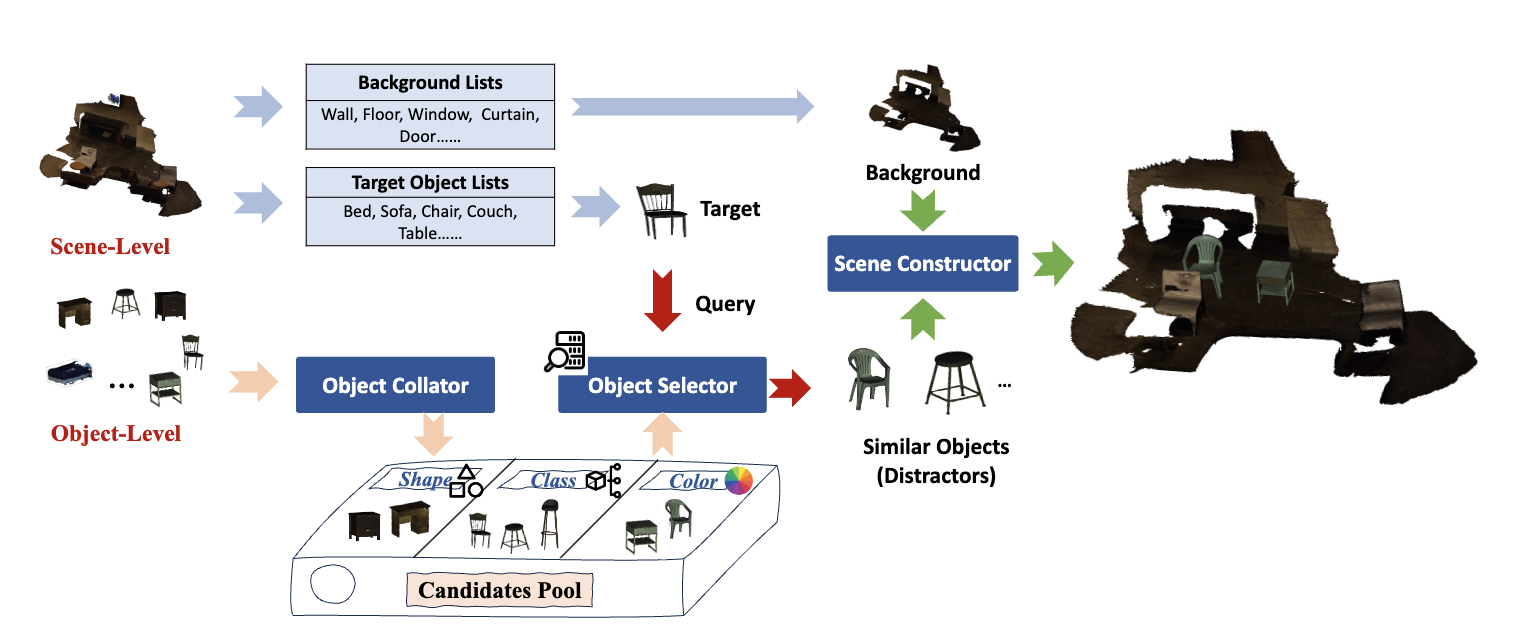 Background Lists
Wall, Floor, Window, Curtain,
Door……
Target Object Lists
Bed, Sofa, Chair, Couch,
Table……
Scene-Level
Target
Query
Background
Scene Constructor
Object-Level
...
Object Collator
Object Selector
...
Similar Objects
(Distractors)
Shape
Class
Color
Candidates Pool